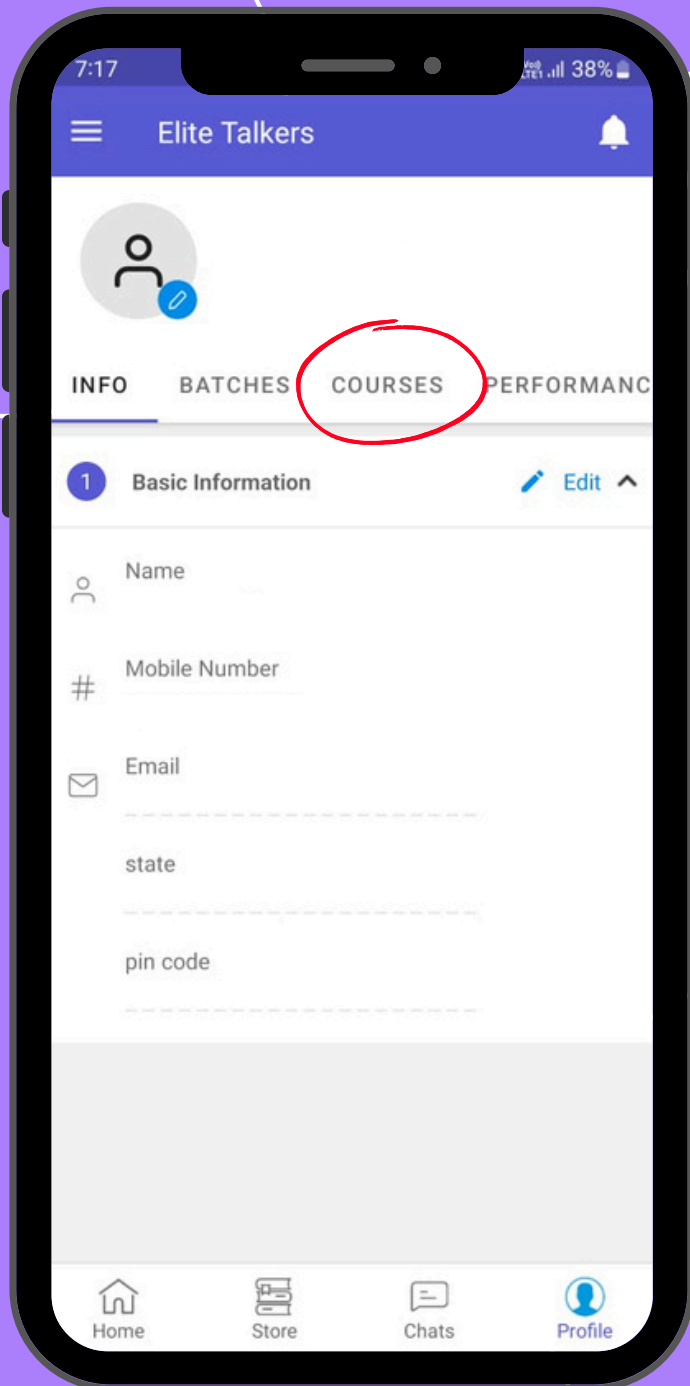 7:17 38%
Elite Talkers
INFO BATCHES COURSES PERFORMANC
1 Basic Information Edit
Name
# Mobile Number
Email
state
pin code
Home Store Chats Profile